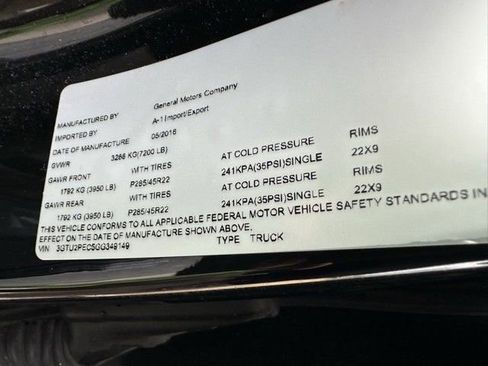 MANUFACTURED BY General Motors Company
IMPORTED BY A-1 Import/Export
DATE OF MANUFACTURE 05/2016
GVWR 3266 KG(7200 LB)
GAWR FRONT WITH TIRES AT COLD PRESSURE RIMS
1792 KG (3950 LB) P285/45R22 241KPA(35PSI)SINGLE 22X9
GAWR REAR WITH TIRES AT COLD PRESSURE RIMS
1792 KG (3950 LB) P285/45R22 241KPA(35PSI)SINGLE 22X9
THIS VEHICLE CONFORMS TO ALL APPLICABLE FEDERAL MOTOR VEHICLE SAFETY STANDARDS IN
EFFECT ON THE DATE OF MANUFACTURE SHOWN ABOVE.
VIN 3GTU2PEC5GG349149 TYPE TRUCK